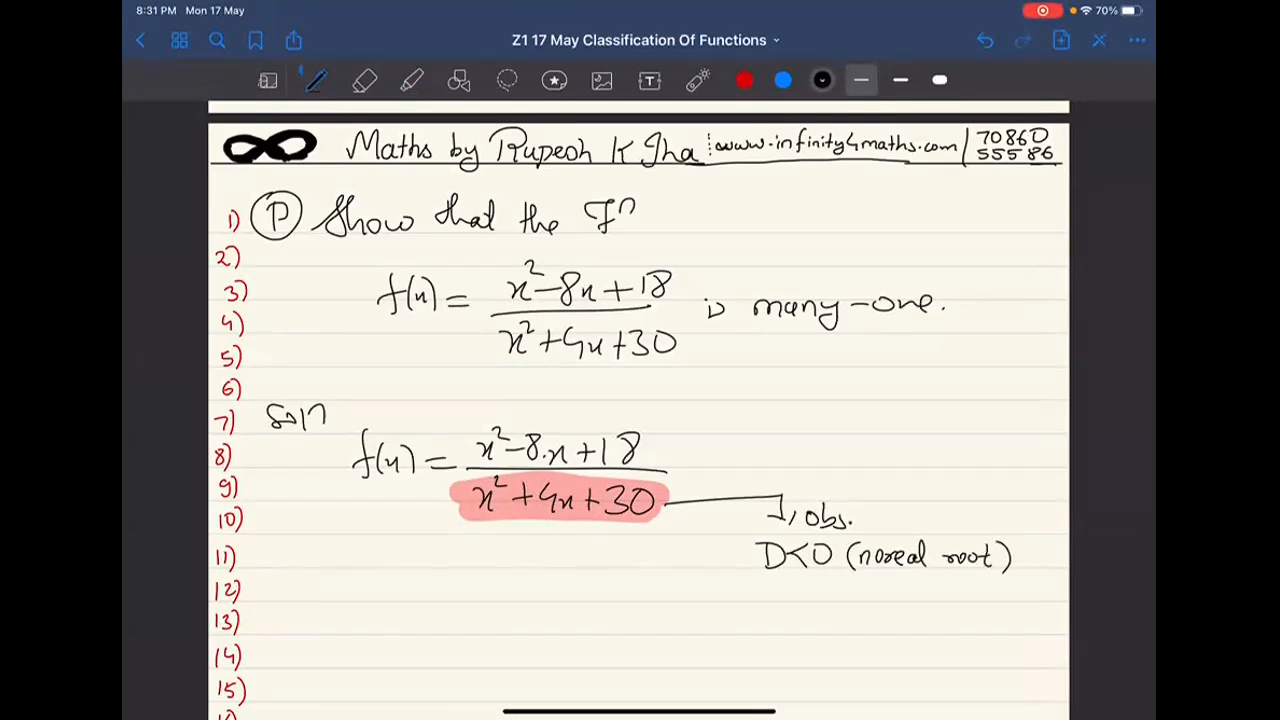 8:31 PM Mon 17 May
70%
Z1 17 May Classification Of Functions
Maths by Rupesh K Jha www.infinity4maths.com / 70860 55586
1) P Show that the Fn
2)
3) f(x) = x²-8x+18 / x²+4x+30 is many-one.
4)
5)
6)
7) Soln
8) f(x) = x²-8x+18 / x²+4x+30
9)
10) obs.
11) D<0 (no real root)
12)
13)
14)
15)